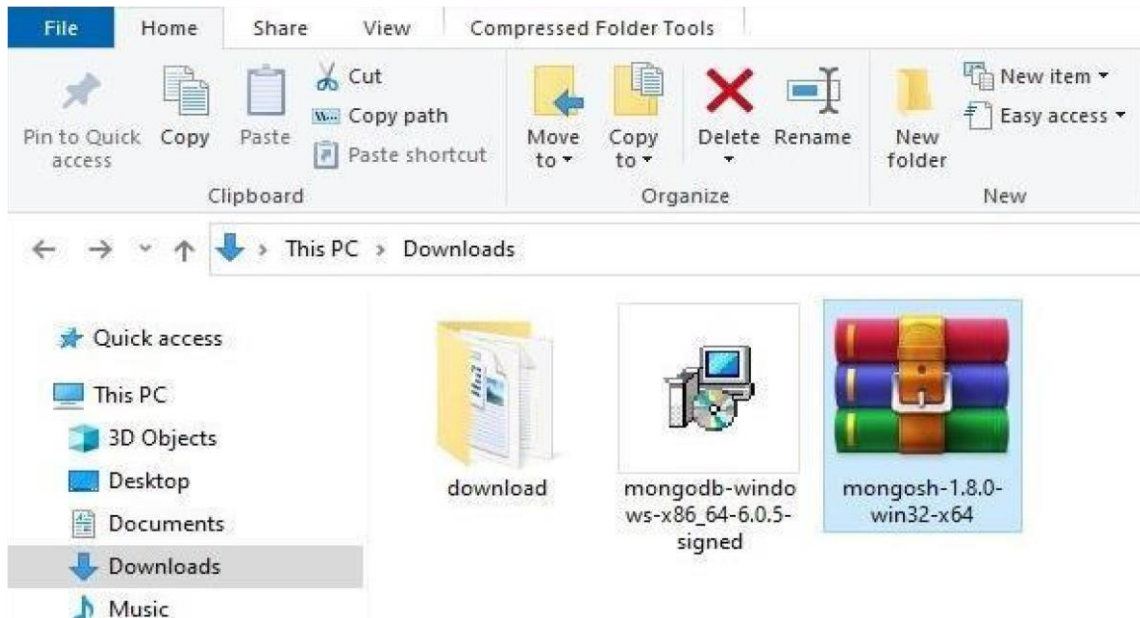 File Home Share View Compressed Folder Tools
Pin to Quick access
Copy
Paste
Cut
Copy path
Paste shortcut
Clipboard
Move to
Copy to
Delete
Rename
Organize
New folder
New item
Easy access
New
This PC > Downloads
Quick access
This PC
3D Objects
Desktop
Documents
Downloads
Music
download
mongodb-windo
ws-x86_64-6.0.5-
signed
mongosh-1.8.0-
win32-x64